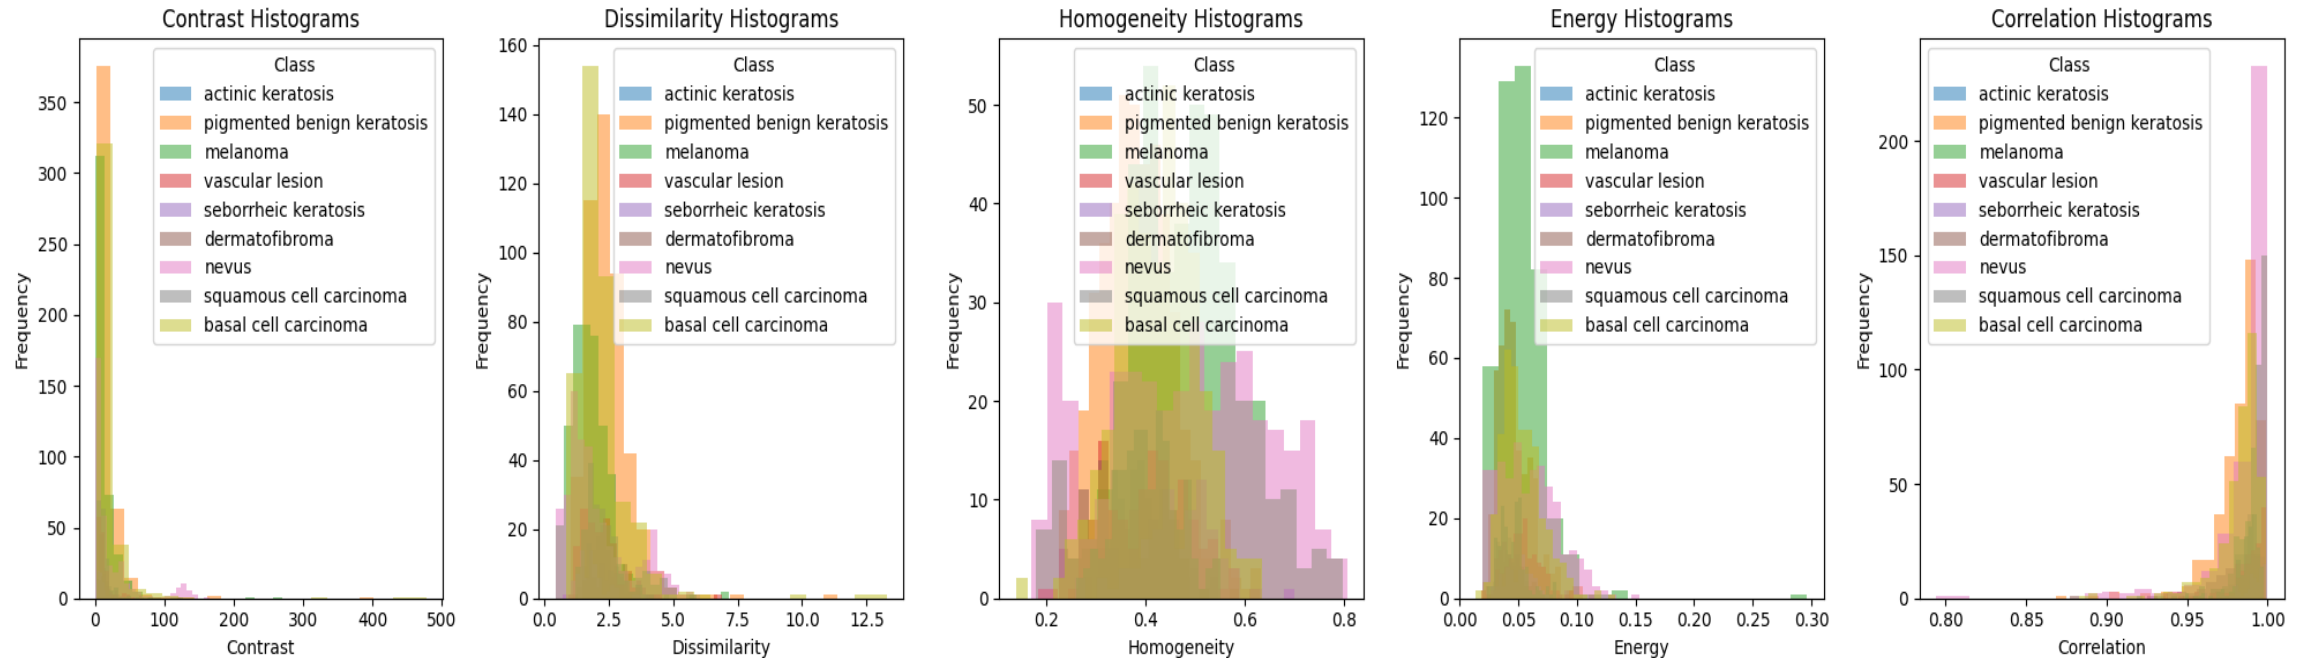 Contrast Histograms
Frequency
350
300
250
200
150
100
50
0
Class
actinic keratosis
pigmented benign keratosis
melanoma
vascular lesion
seborrheic keratosis
dermatofibroma
nevus
squamous cell carcinoma
basal cell carcinoma
0 100 200 300 400 500
Contrast
Dissimilarity Histograms
Frequency
160
140
120
100
80
60
40
20
0
Class
actinic keratosis
pigmented benign keratosis
melanoma
vascular lesion
seborrheic keratosis
dermatofibroma
nevus
squamous cell carcinoma
basal cell carcinoma
0.0 2.5 5.0 7.5 10.0 12.5
Dissimilarity
Homogeneity Histograms
Frequency
50
40
30
20
10
0
Class
actinic keratosis
pigmented benign keratosis
melanoma
vascular lesion
seborrheic keratosis
dermatofibroma
nevus
squamous cell carcinoma
basal cell carcinoma
0.2 0.4 0.6 0.8
Homogeneity
Energy Histograms
Frequency
120
100
80
60
40
20
0
Class
actinic keratosis
pigmented benign keratosis
melanoma
vascular lesion
seborrheic keratosis
dermatofibroma
nevus
squamous cell carcinoma
basal cell carcinoma
0.00 0.05 0.10 0.15 0.20 0.25 0.30
Energy
Correlation Histograms
Frequency
200
150
100
50
0
Class
actinic keratosis
pigmented benign keratosis
melanoma
vascular lesion
seborrheic keratosis
dermatofibroma
nevus
squamous cell carcinoma
basal cell carcinoma
0.80 0.85 0.90 0.95 1.00
Correlation